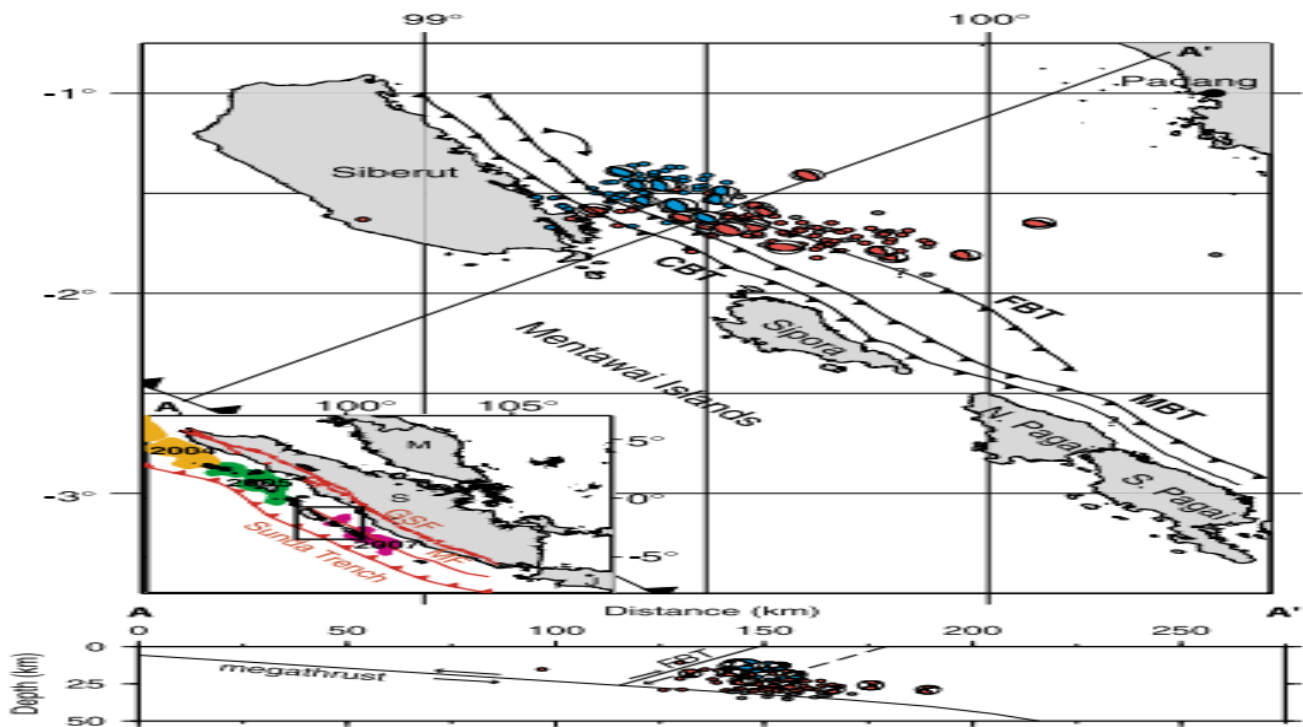 99° 100°
A'
Padang
-1°
Siberut
CBT
-2°
FBT
Sipora
Mentawai Islands
MBT
A
100° 105°
N. Pagai
M
5°
2004
S. Pagai
2005
S
0°
-3°
GSF
2007
MF
Sunda Trench
-5°
J
A Distance (km) A'
0 50 100 150 200 250
0
FBT
megathrust
25
50
Depth (km)